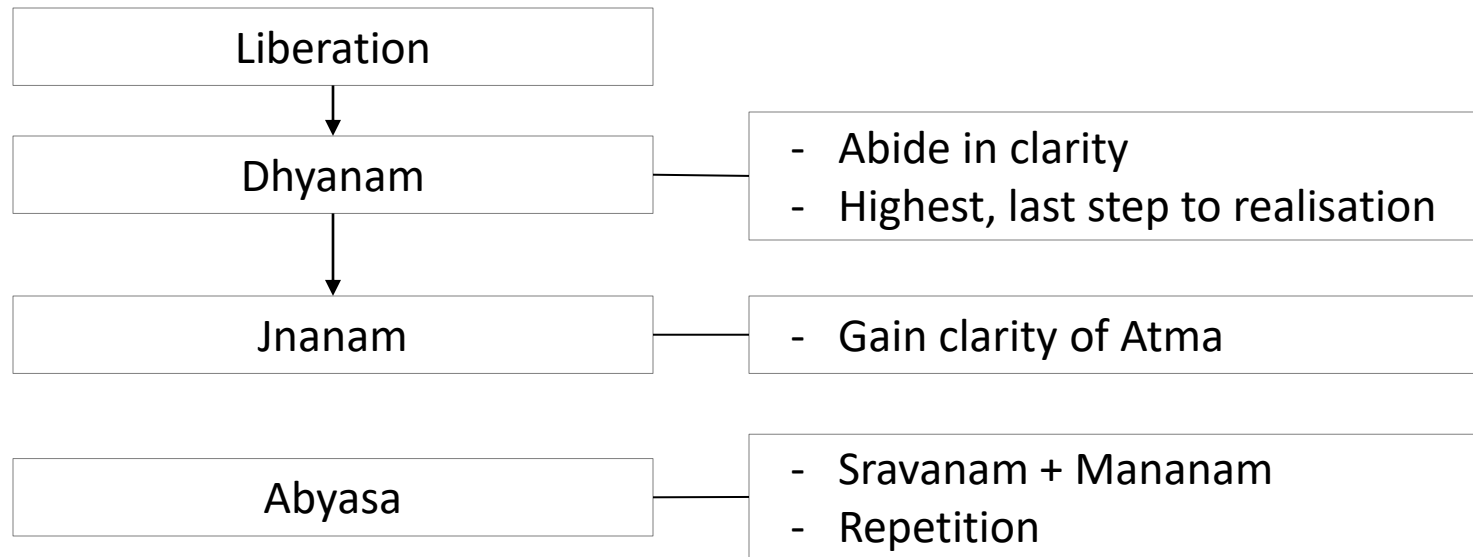 Liberation
Dhyanam
- Abide in clarity
- Highest, last step to realisation
Jnanam
- Gain clarity of Atma
Abyasa
- Sravanam + Mananam
- Repetition